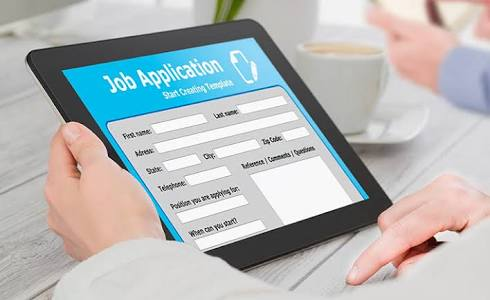 Job Application
Start Creating Template
First name:
Last name:
Adress:
State:
City:
Zip Code:
Telephone:
Reference / Comments / Questions
Position you are applying for:
When can you start?